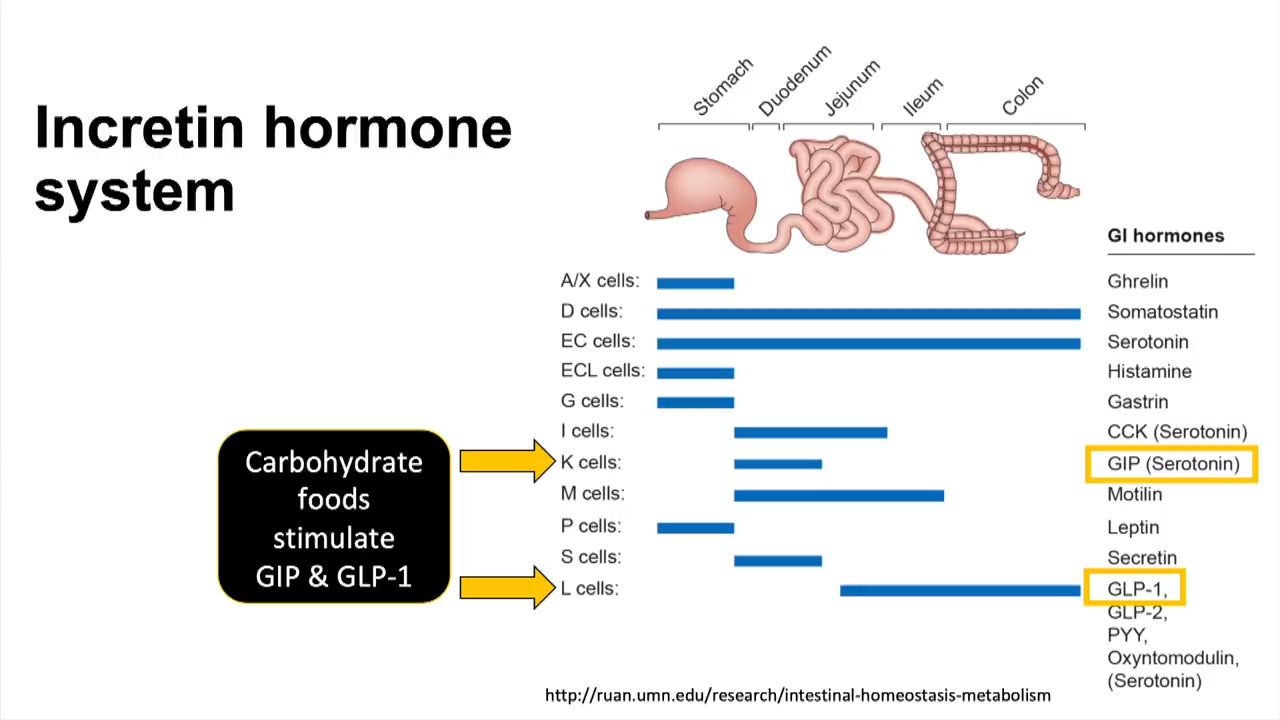 Incretin hormone
system
Stomach
Duodenum
Jejunum
Ileum
Colon
GI hormones
A/X cells:
Ghrelin
D cells:
Somatostatin
EC cells:
Serotonin
ECL cells:
Histamine
G cells:
Gastrin
I cells:
CCK (Serotonin)
K cells:
GIP (Serotonin)
M cells:
Motilin
P cells:
Leptin
S cells:
Secretin
L cells:
GLP-1,
GLP-2,
PYY,
Oxyntomodulin,
(Serotonin)
Carbohydrate
foods
stimulate
GIP & GLP-1
http://ruan.umn.edu/research/intestinal-homeostasis-metabolism